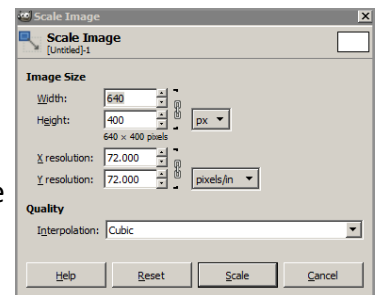 Scale Image
Scale Image
[Untitled]-1
Image Size
Width: 640
Height: 400 px
640 × 400 pixels
X resolution: 72.000
Y resolution: 72.000 pixels/in
e
Quality
Interpolation: Cubic
Help Reset Scale Cancel